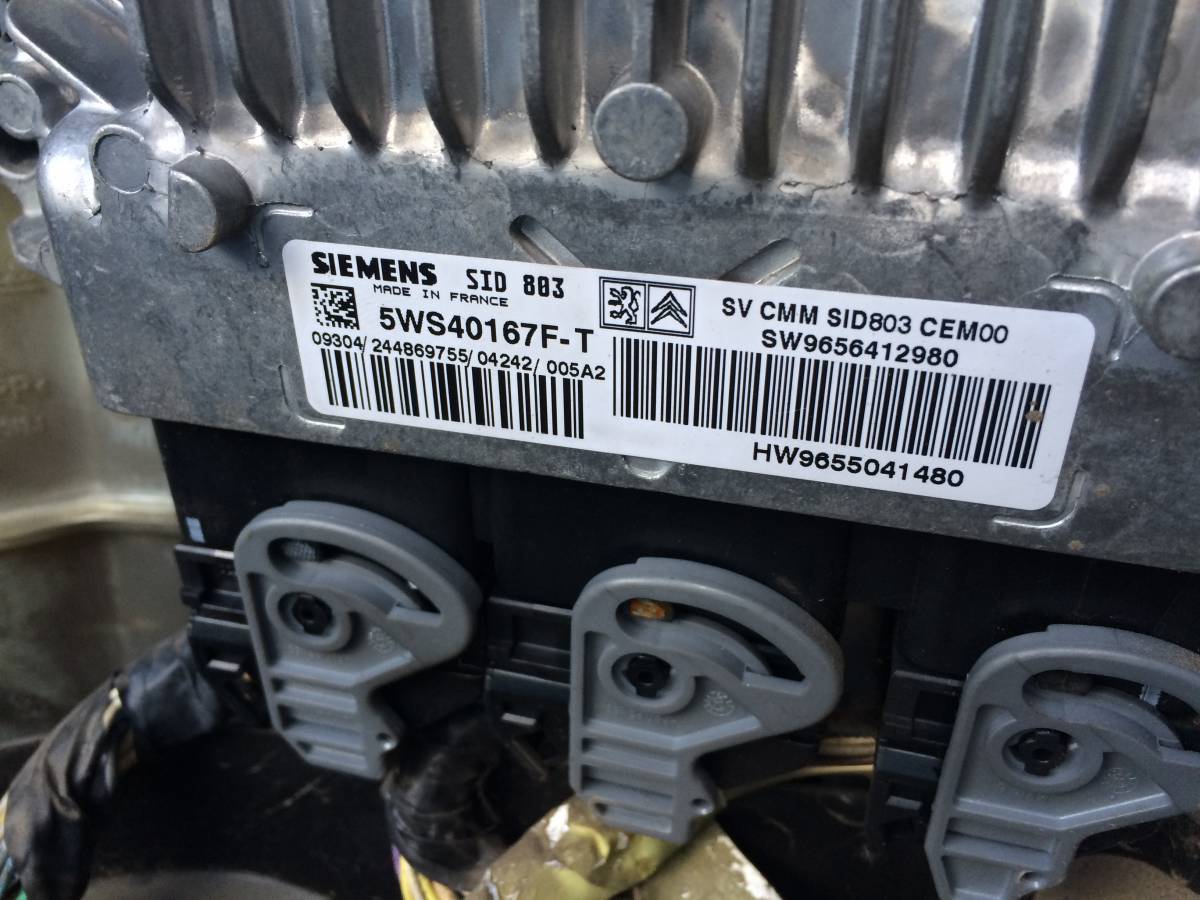 SIEMENS SID 803
MADE IN FRANCE
5WS40167F-T
09304/244869755/04242/005A2
SV CMM SID803 CEM00
SW9656412980
HW9655041480